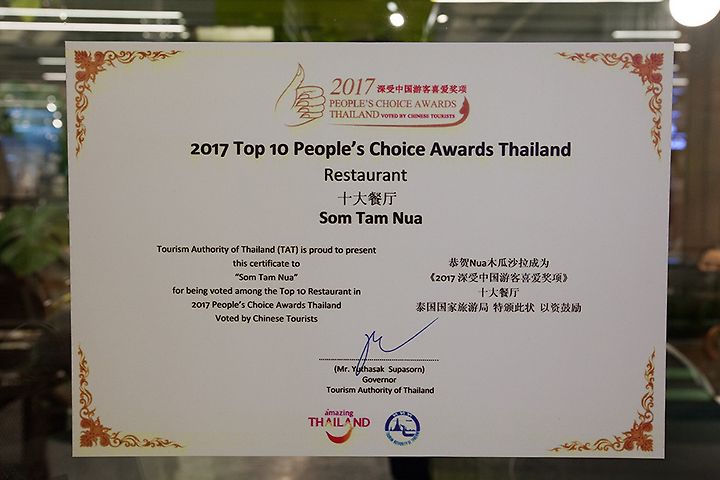 2017 深受中国游客喜爱奖项
PEOPLE'S CHOICE AWARDS
THAILAND VOTED BY CHINESE TOURISTS
2017 Top 10 People's Choice Awards Thailand
Restaurant
十大餐厅
Som Tam Nua
Tourism Authority of Thailand (TAT) is proud to present
this certificate to
"Som Tam Nua"
for being voted among the Top 10 Restaurant in
2017 People's Choice Awards Thailand
Voted by Chinese Tourists
恭贺Nua木瓜沙拉成为
《2017 深受中国游客喜爱奖项》
十大餐厅
泰国国家旅游局 特颁此状 以资鼓励
(Mr. Yuthasak Supasorn)
Governor
Tourism Authority of Thailand
amazing
THAILAND